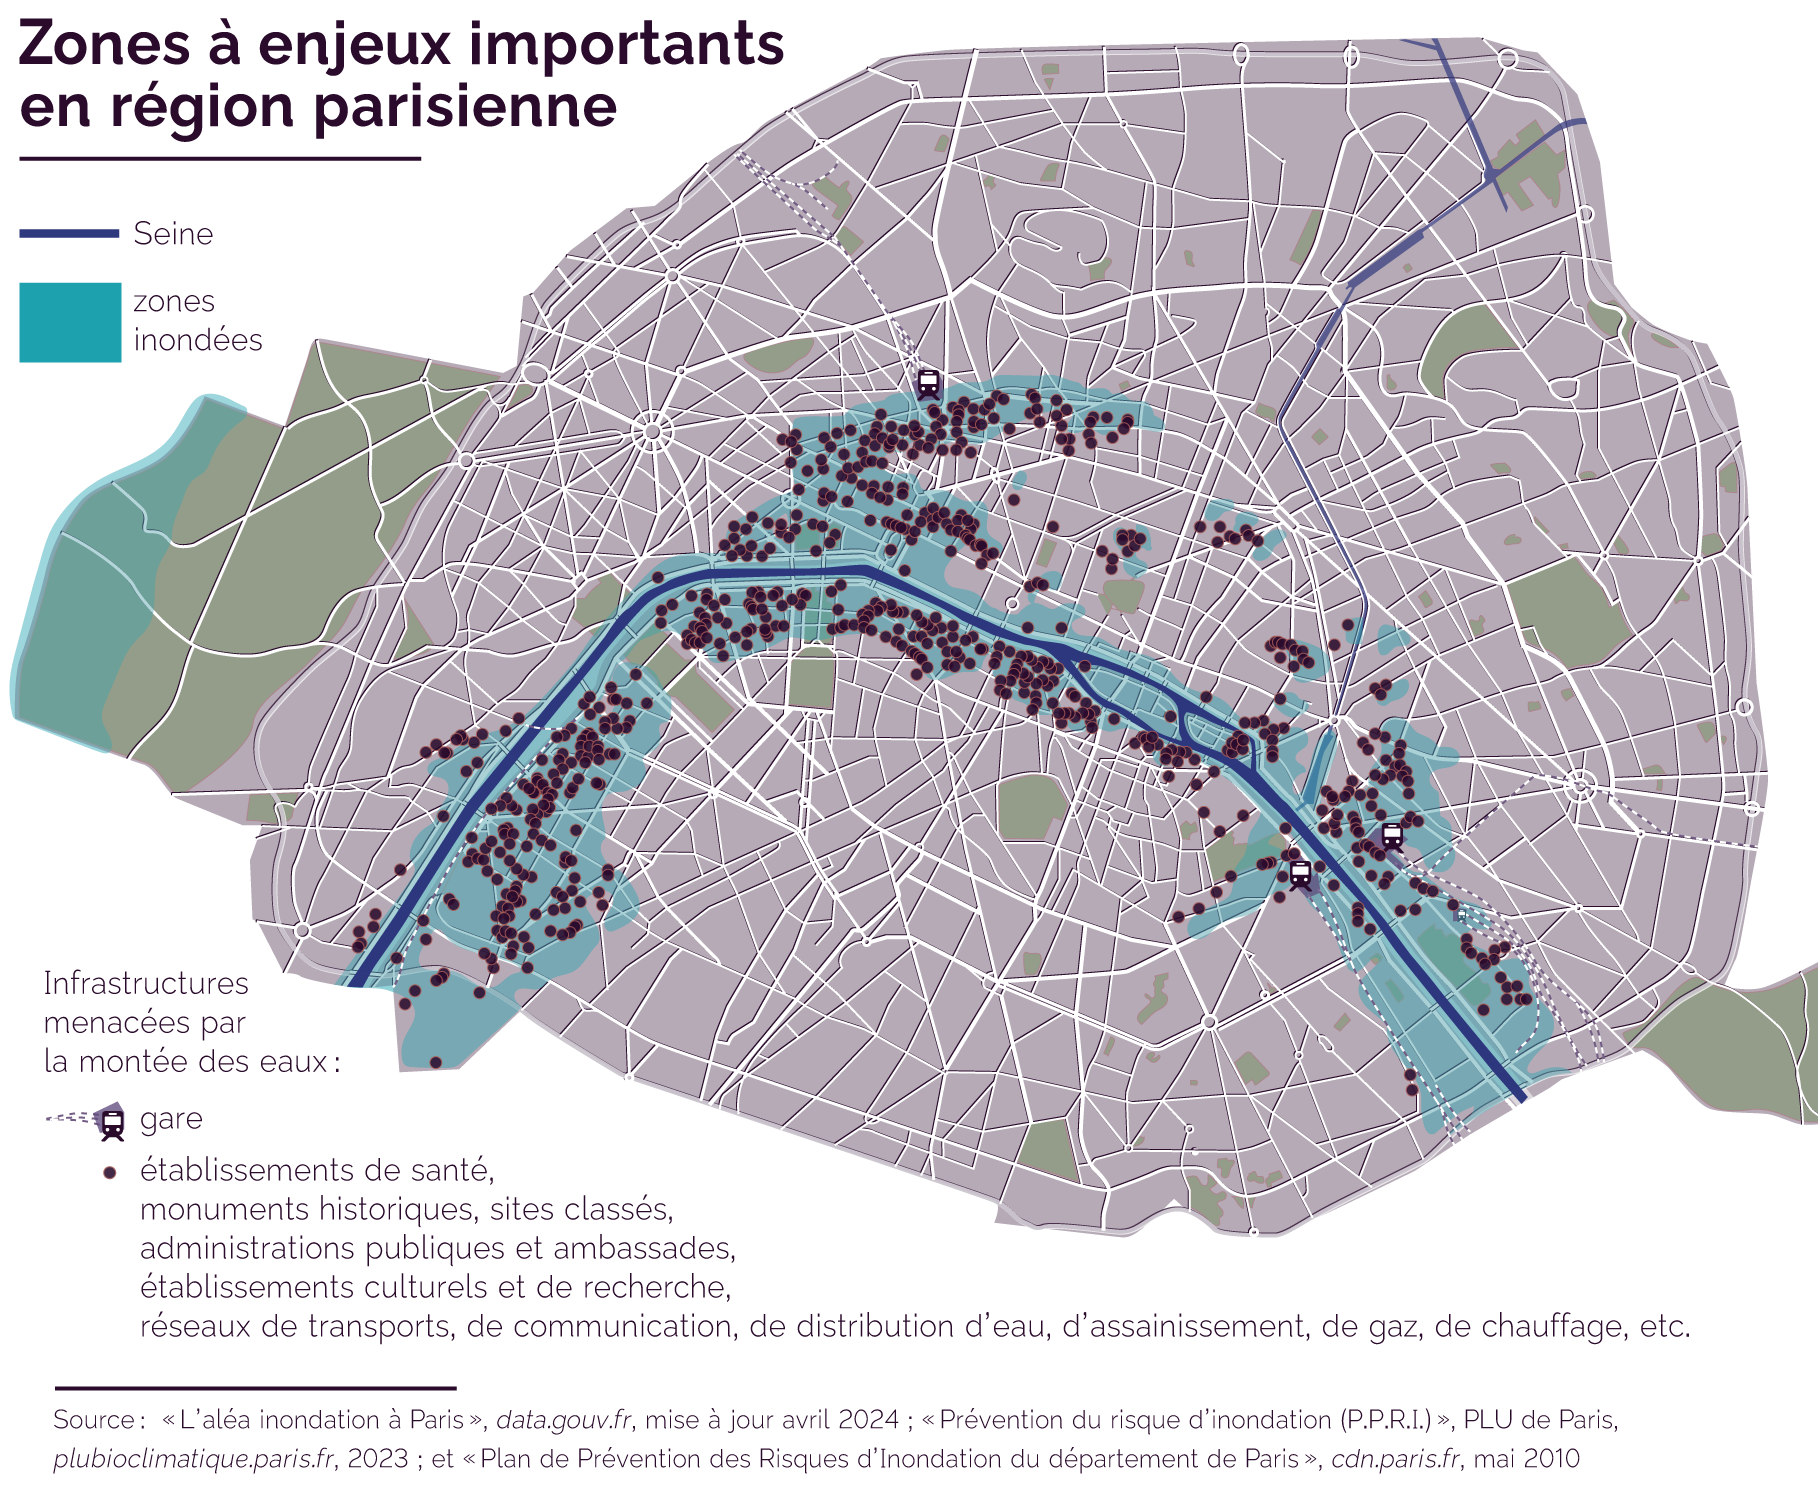 Zones à enjeux importants
en région parisienne
Seine
zones
inondées
Infrastructures
menacées par
la montée des eaux :
gare
établissements de santé,
monuments historiques, sites classés,
administrations publiques et ambassades,
établissements culturels et de recherche,
réseaux de transports, de communication, de distribution d’eau, d’assainissement, de gaz, de chauffage, etc.
Source : « L’aléa inondation à Paris », data.gouv.fr, mise à jour avril 2024 ; « Prévention du risque d’inondation (P.P.R.I.) », PLU de Paris,
plubioclimatique.paris.fr, 2023 ; et « Plan de Prévention des Risques d’Inondation du département de Paris », cdn.paris.fr, mai 2010